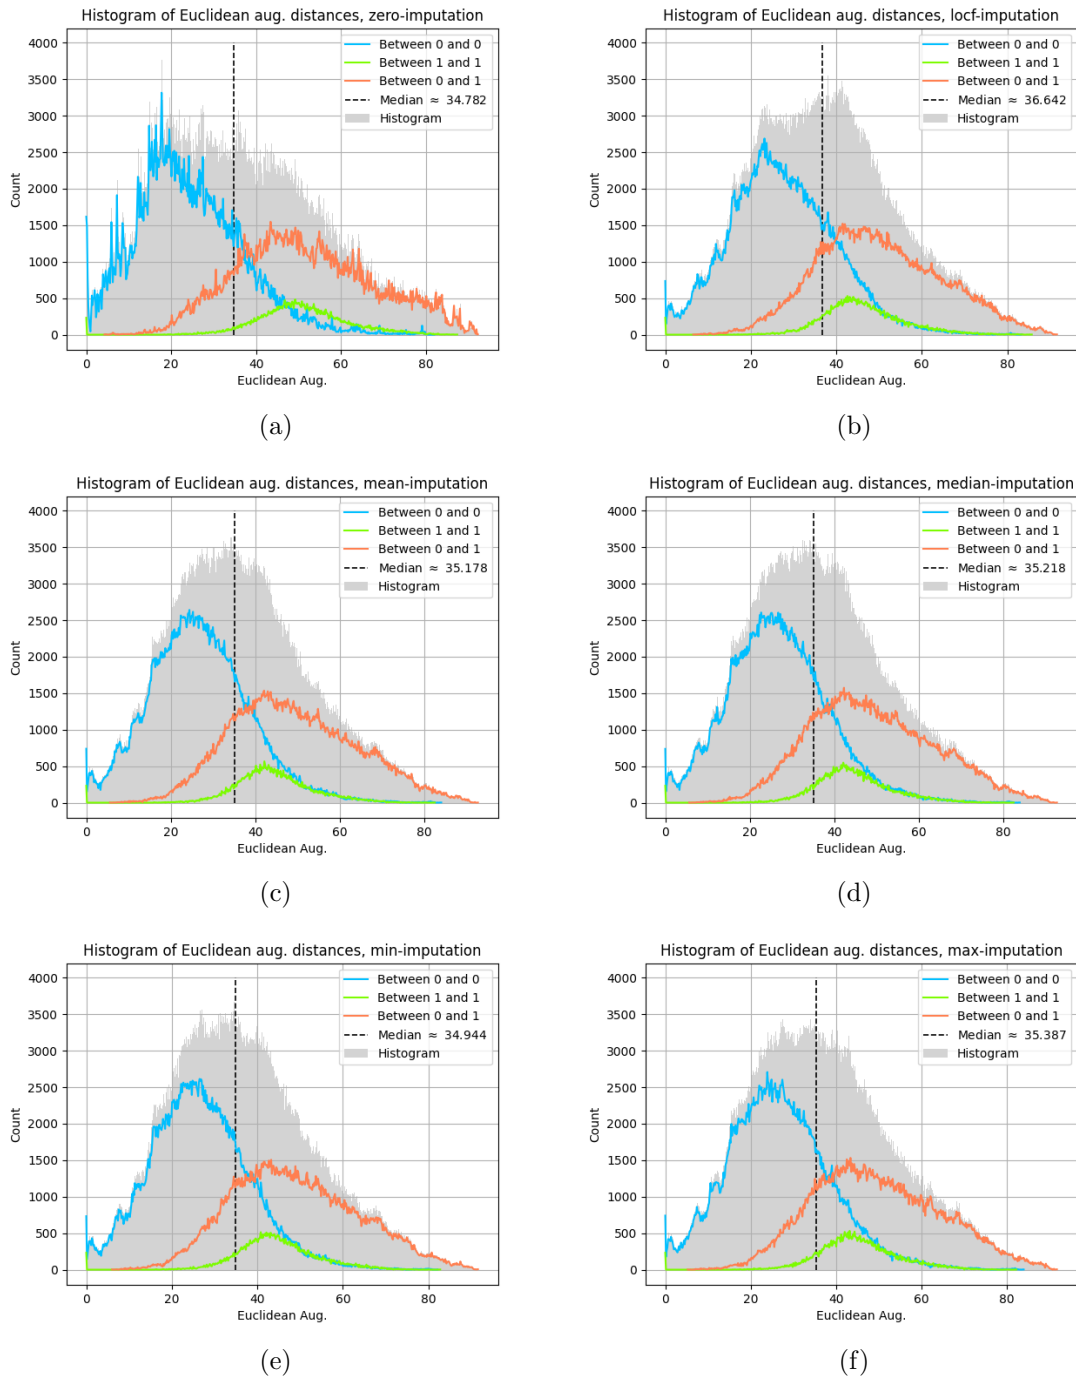 Histogram of Euclidean aug. distances, zero-imputation
4000
3500
3000
2500
2000
1500
1000
500
0
Count
Between 0 and 0
Between 1 and 1
Between 0 and 1
Median ≈ 34.782
Histogram
0 20 40 60 80
Euclidean Aug.
(a)
Histogram of Euclidean aug. distances, locf-imputation
4000
3500
3000
2500
2000
1500
1000
500
0
Count
Between 0 and 0
Between 1 and 1
Between 0 and 1
Median ≈ 36.642
Histogram
0 20 40 60 80
Euclidean Aug.
(b)
Histogram of Euclidean aug. distances, mean-imputation
4000
3500
3000
2500
2000
1500
1000
500
0
Count
Between 0 and 0
Between 1 and 1
Between 0 and 1
Median ≈ 35.178
Histogram
0 20 40 60 80
Euclidean Aug.
(c)
Histogram of Euclidean aug. distances, median-imputation
4000
3500
3000
2500
2000
1500
1000
500
0
Count
Between 0 and 0
Between 1 and 1
Between 0 and 1
Median ≈ 35.218
Histogram
0 20 40 60 80
Euclidean Aug.
(d)
Histogram of Euclidean aug. distances, min-imputation
4000
3500
3000
2500
2000
1500
1000
500
0
Count
Between 0 and 0
Between 1 and 1
Between 0 and 1
Median ≈ 34.944
Histogram
0 20 40 60 80
Euclidean Aug.
(e)
Histogram of Euclidean aug. distances, max-imputation
4000
3500
3000
2500
2000
1500
1000
500
0
Count
Between 0 and 0
Between 1 and 1
Between 0 and 1
Median ≈ 35.387
Histogram
0 20 40 60 80
Euclidean Aug.
(f)